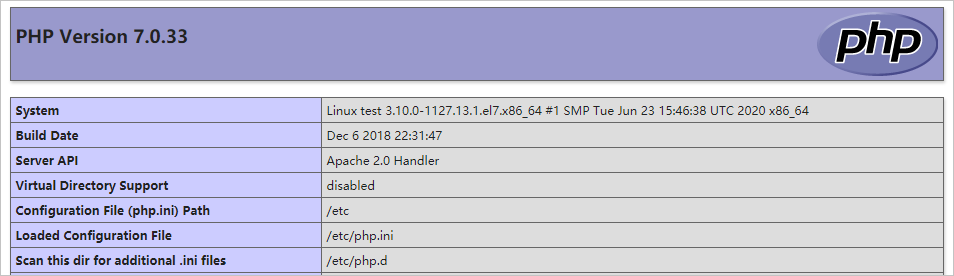 PHP Version 7.0.33
php
System Linux test 3.10.0-1127.13.1.el7.x86_64 #1 SMP Tue Jun 23 15:46:38 UTC 2020 x86_64
Build Date Dec 6 2018 22:31:47
Server API Apache 2.0 Handler
Virtual Directory Support disabled
Configuration File (php.ini) Path /etc
Loaded Configuration File /etc/php.ini
Scan this dir for additional .ini files /etc/php.d